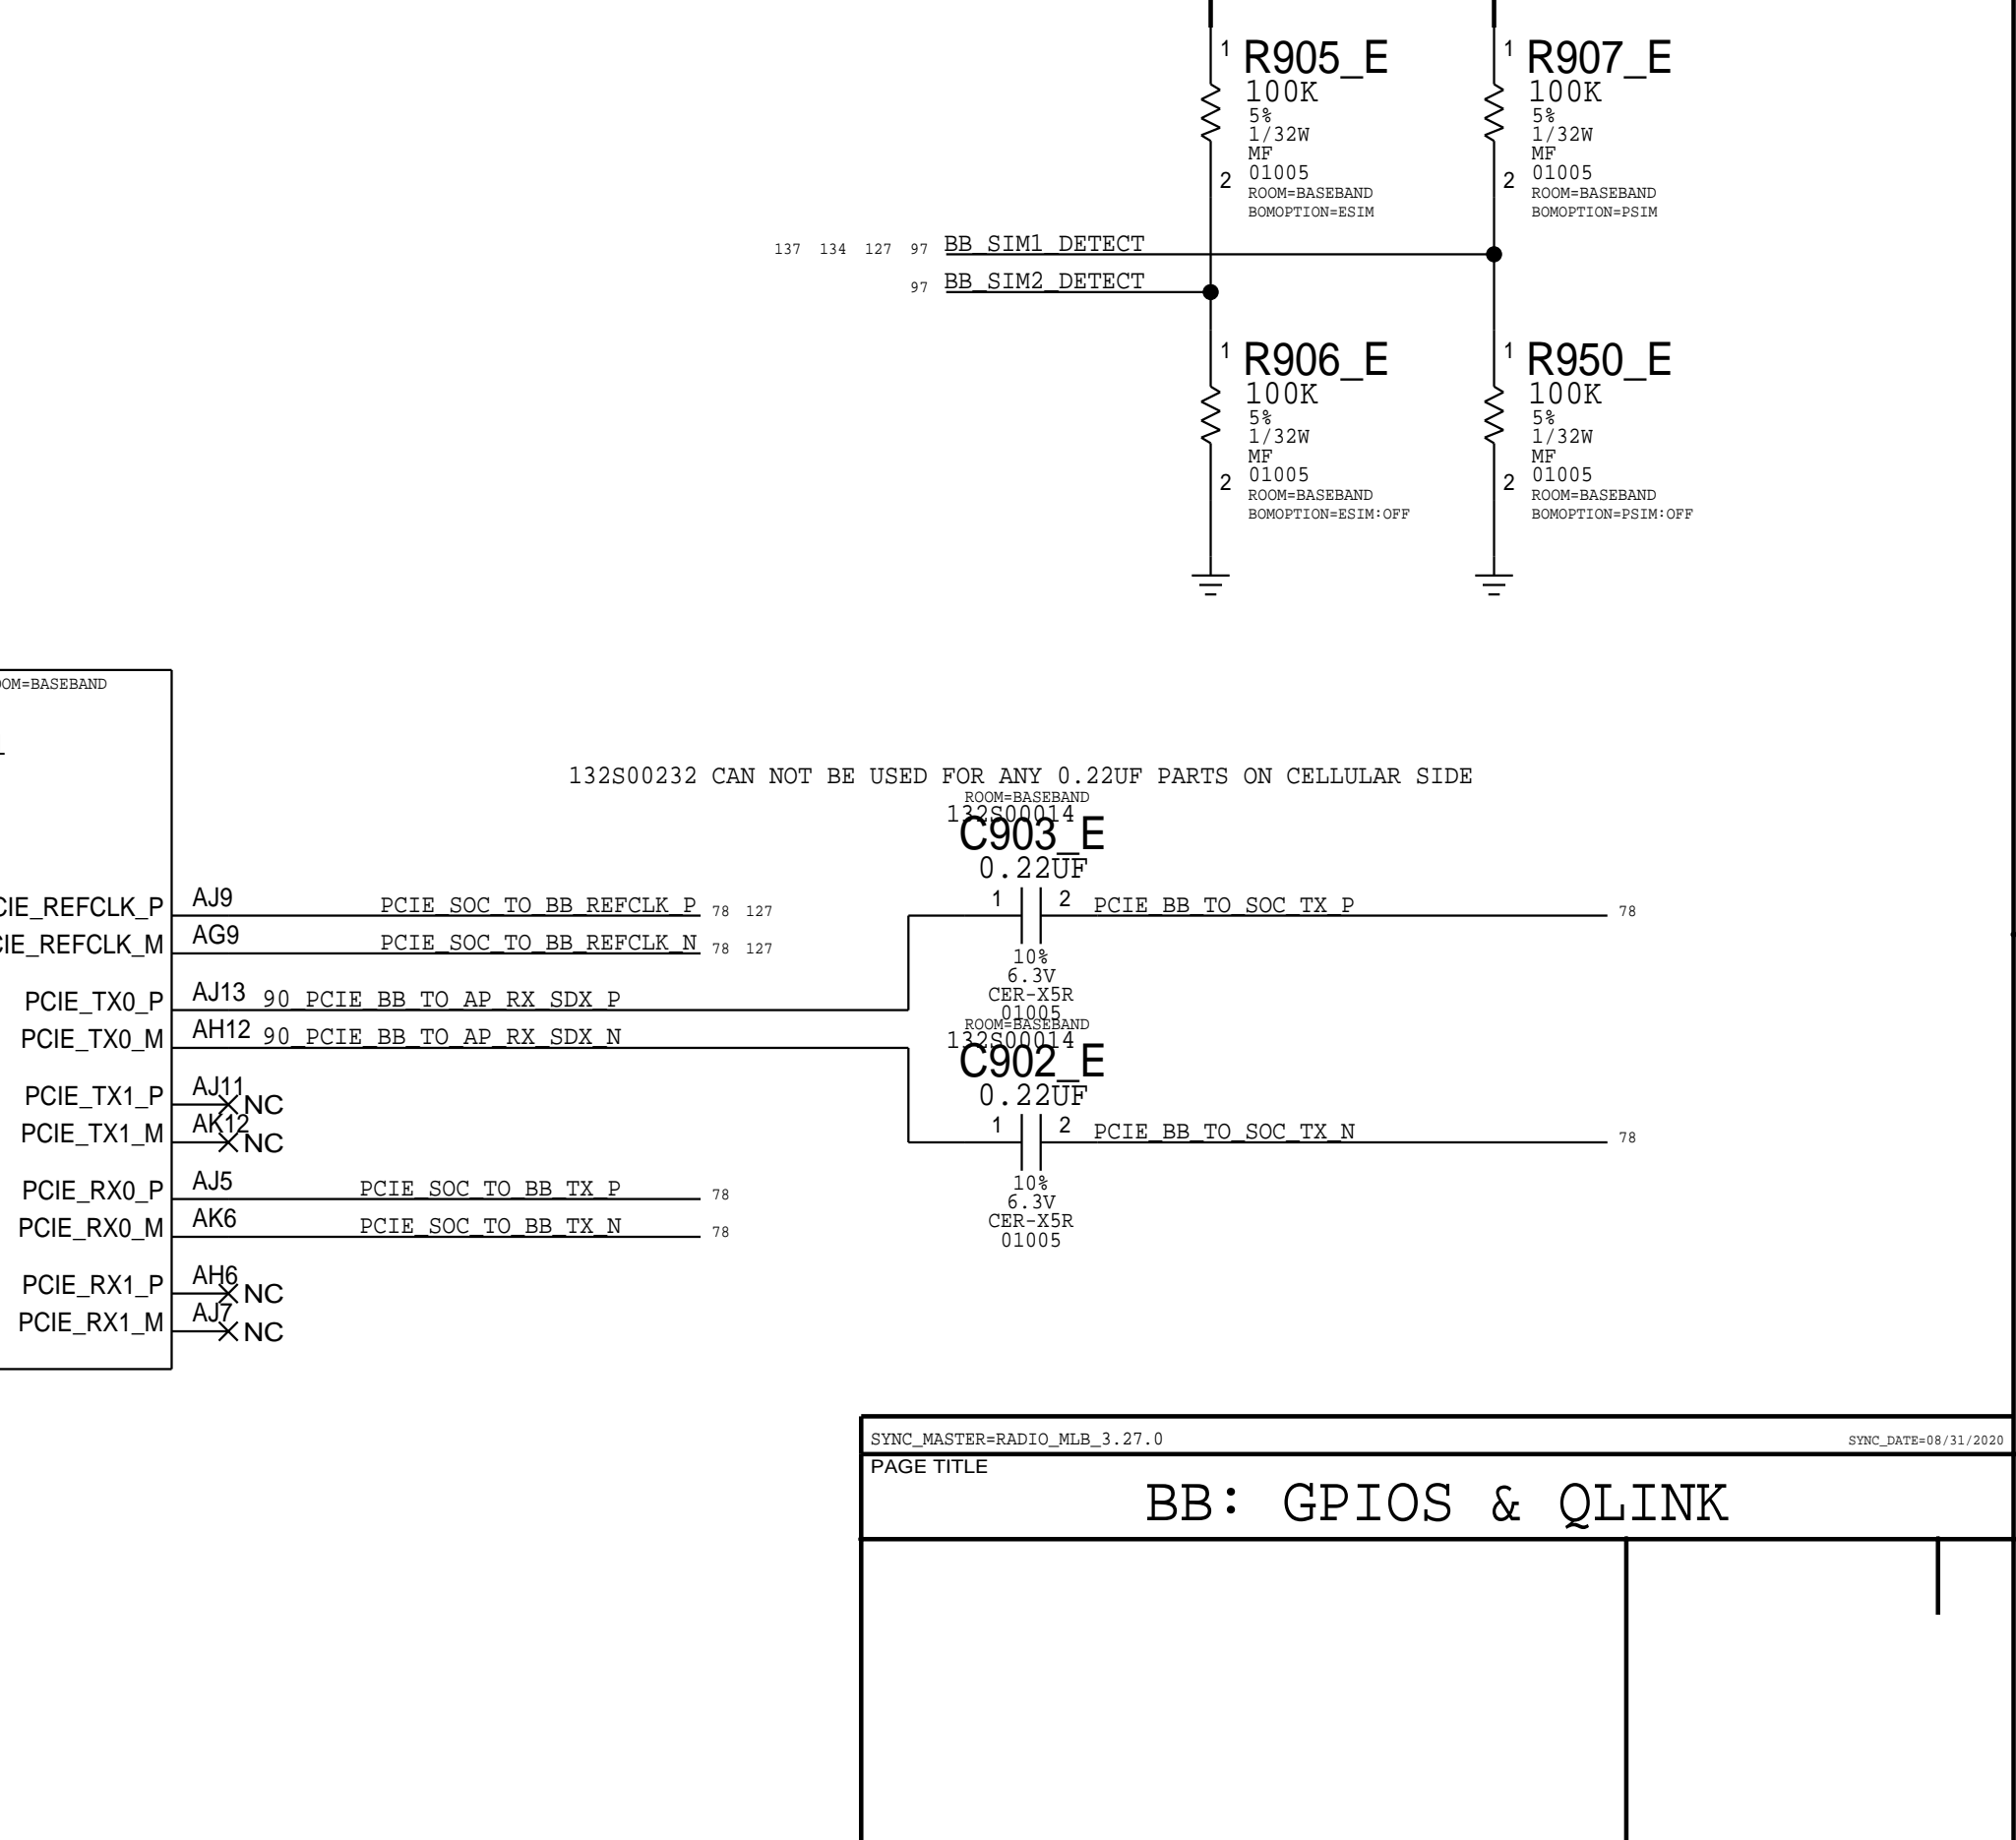 1 R905_E
100K
5%
1/32W
MF
2 01005
ROOM=BASEBAND
BOMOPTION=ESIM
1 R907_E
100K
5%
1/32W
MF
2 01005
ROOM=BASEBAND
BOMOPTION=PSIM
137 134 127 97 BB_SIM1_DETECT
97 BB_SIM2_DETECT
1 R906_E
100K
5%
1/32W
MF
2 01005
ROOM=BASEBAND
BOMOPTION=ESIM:OFF
1 R950_E
100K
5%
1/32W
MF
2 01005
ROOM=BASEBAND
BOMOPTION=PSIM:OFF
OOM=BASEBAND
132S00232 CAN NOT BE USED FOR ANY 0.22UF PARTS ON CELLULAR SIDE
ROOM=BASEBAND
132S00014
C903_E
0.22UF
1 2 PCIE_BB_TO_SOC_TX_P 78
10%
6.3V
CER-X5R
01005
CIE_REFCLK_P AJ9 PCIE_SOC_TO_BB_REFCLK_P 78 127
CIE_REFCLK_M AG9 PCIE_SOC_TO_BB_REFCLK_N 78 127
PCIE_TX0_P AJ13 90_PCIE_BB_TO_AP_RX_SDX_P
PCIE_TX0_M AH12 90_PCIE_BB_TO_AP_RX_SDX_N
ROOM=BASEBAND
132S00014
C902_E
0.22UF
1 2 PCIE_BB_TO_SOC_TX_N 78
10%
6.3V
CER-X5R
01005
PCIE_TX1_P AJ11 NC
PCIE_TX1_M AK12 NC
PCIE_RX0_P AJ5 PCIE_SOC_TO_BB_TX_P 78
PCIE_RX0_M AK6 PCIE_SOC_TO_BB_TX_N 78
PCIE_RX1_P AH6 NC
PCIE_RX1_M AJ7 NC
SYNC_MASTER=RADIO_MLB_3.27.0 SYNC_DATE=08/31/2020
PAGE TITLE
BB: GPIOS & QLINK